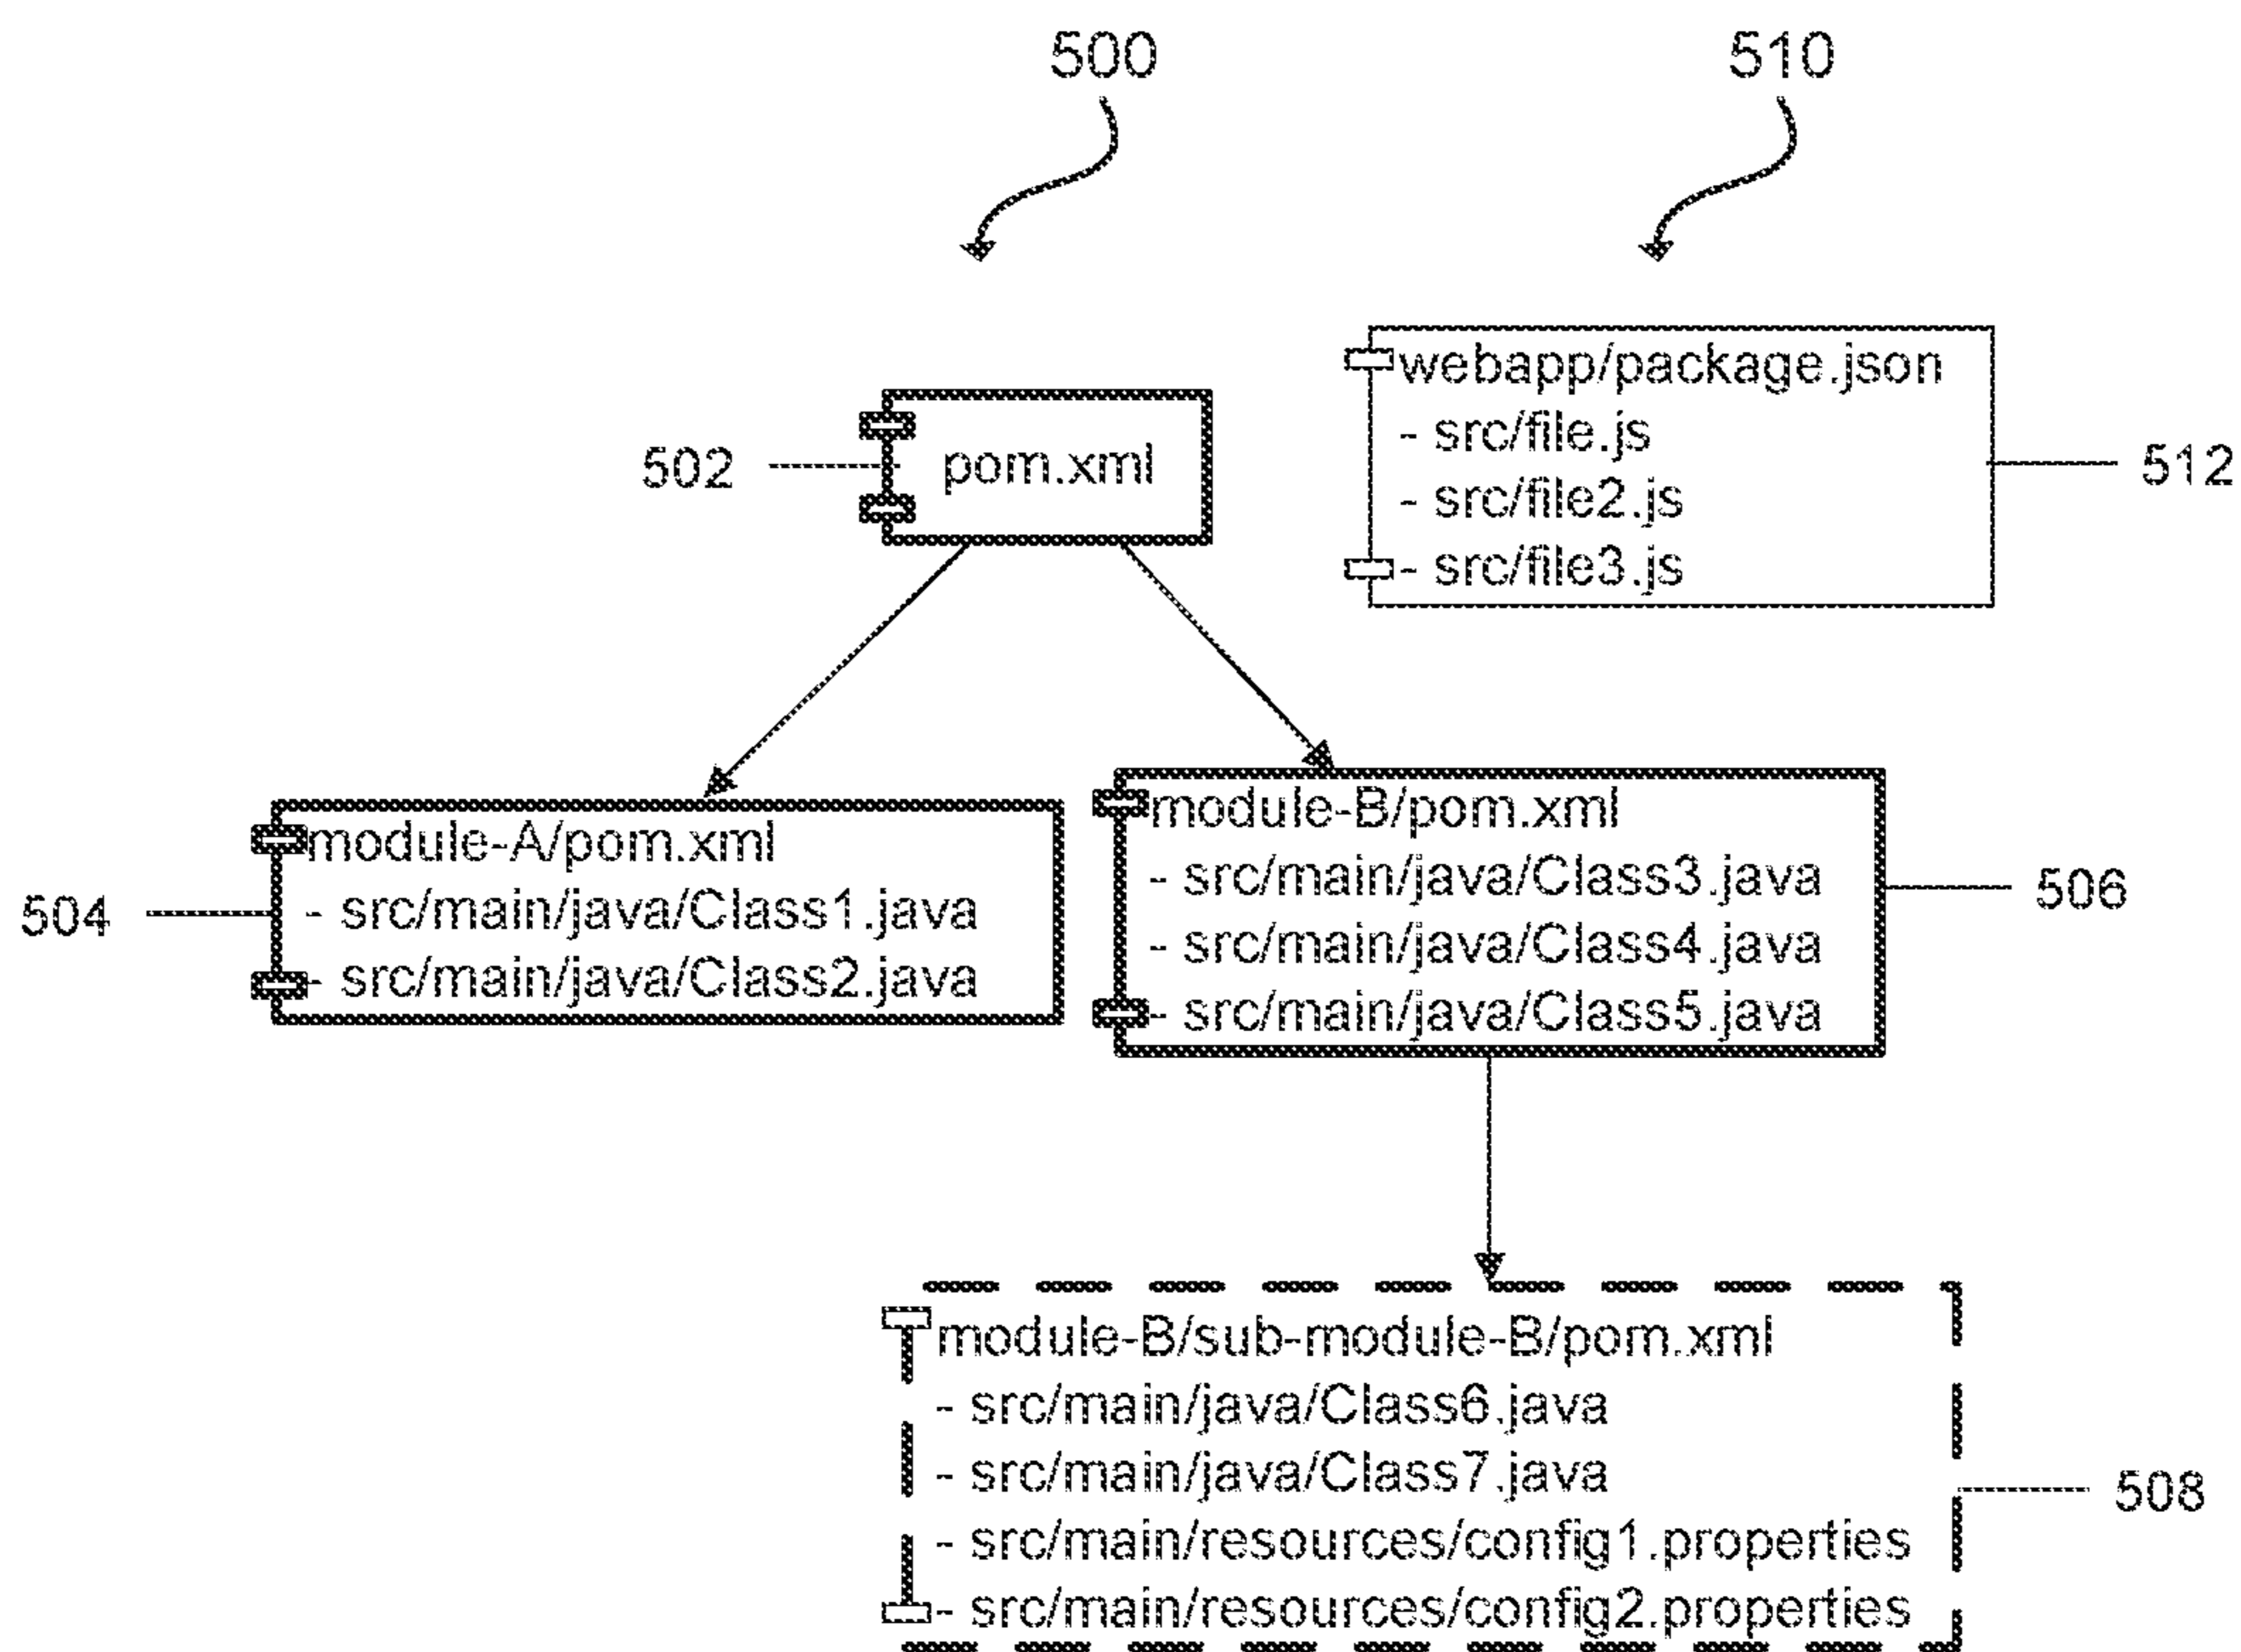 500
510
webapp/package.json
- src/file.js
- src/file2.js
- src/file3.js
512
502
pom.xml
504
module-A/pom.xml
- src/main/java/Class1.java
- src/main/java/Class2.java
module-B/pom.xml
- src/main/java/Class3.java
- src/main/java/Class4.java
- src/main/java/Class5.java
506
module-B/sub-module-B/pom.xml
- src/main/java/Class6.java
- src/main/java/Class7.java
- src/main/resources/config1.properties
- src/main/resources/config2.properties
508